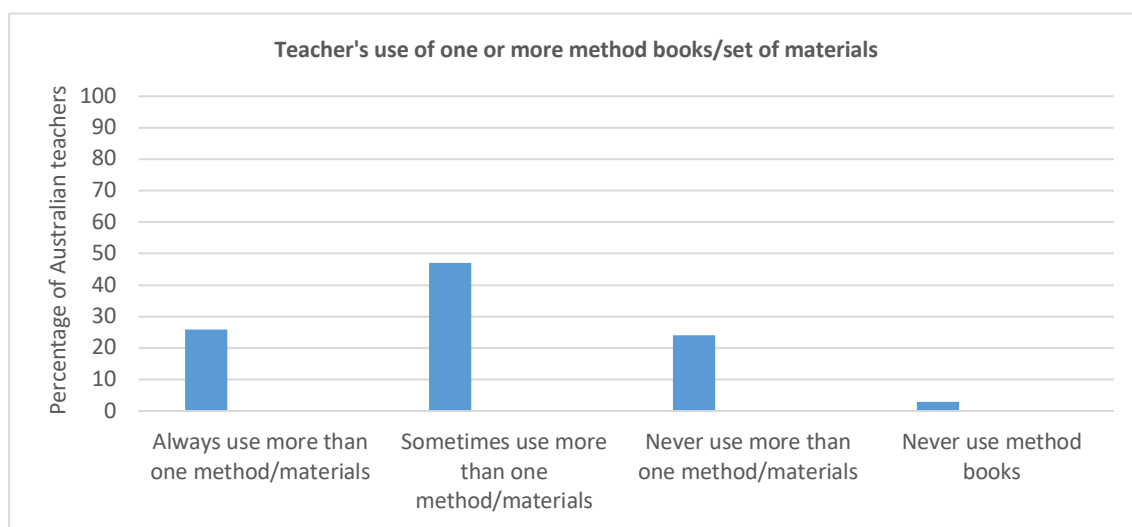 Teacher's use of one or more method books/set of materials
Percentage of Australian teachers
100
90
80
70
60
50
40
30
20
10
0
Always use more than
one method/materials
Sometimes use more
than one
method/materials
Never use more than
one method/materials
Never use method
books